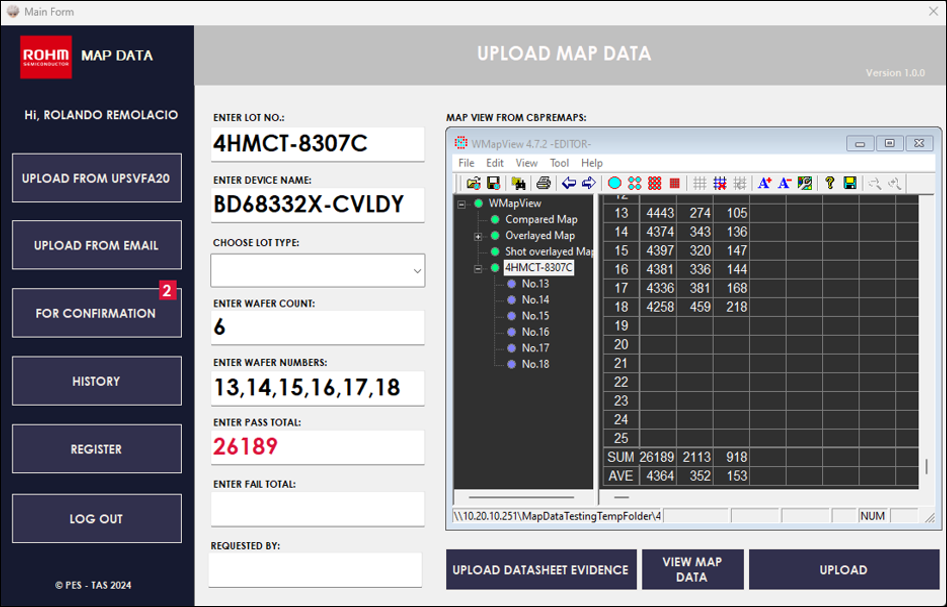 Main Form
ROHM
SEMICONDUCTOR
MAP DATA
UPLOAD MAP DATA
Version 1.0.0
Hi, ROLANDO REMOLACIO
UPLOAD FROM UPSVFA20
UPLOAD FROM EMAIL
2
FOR CONFIRMATION
HISTORY
REGISTER
LOG OUT
© PES - TAS 2024
ENTER LOT NO.:
4HMCT-8307C
ENTER DEVICE NAME:
BD68332X-CVLDY
CHOOSE LOT TYPE:
ENTER WAFER COUNT:
6
ENTER WAFER NUMBERS:
13,14,15,16,17,18
ENTER PASS TOTAL:
26189
ENTER FAIL TOTAL:
REQUESTED BY:
MAP VIEW FROM CBPREMAPS:
WMapView 4.7.2 -EDITOR-
File Edit View Tool Help
WMapView
Compared Map
Overlayed Map
Shot overlayed Map
4HMCT-8307C
No.13
No.14
No.15
No.16
No.17
No.18
12
13 4443 274 105
14 4374 343 136
15 4397 320 147
16 4381 336 144
17 4336 381 168
18 4258 459 218
19
20
21
22
23
24
25
SUM 26189 2113 918
AVE 4364 352 153
\\10.20.10.251\MapDataTestingTempFolder\4
NUM
UPLOAD DATASHEET EVIDENCE
VIEW MAP
DATA
UPLOAD